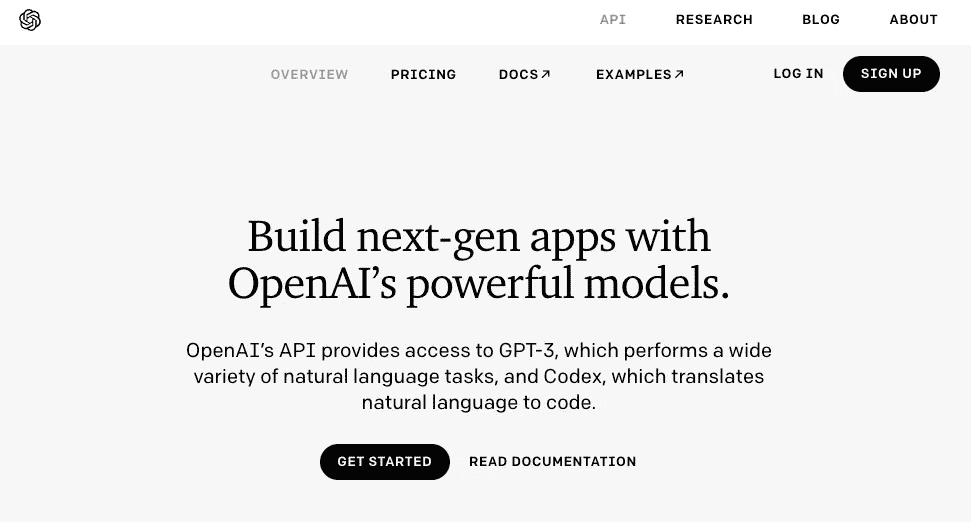 API RESEARCH BLOG ABOUT
OVERVIEW PRICING DOCS↗ EXAMPLES↗ LOG IN SIGN UP
Build next-gen apps with
OpenAI’s powerful models.
OpenAI’s API provides access to GPT-3, which performs a wide
variety of natural language tasks, and Codex, which translates
natural language to code.
GET STARTED READ DOCUMENTATION